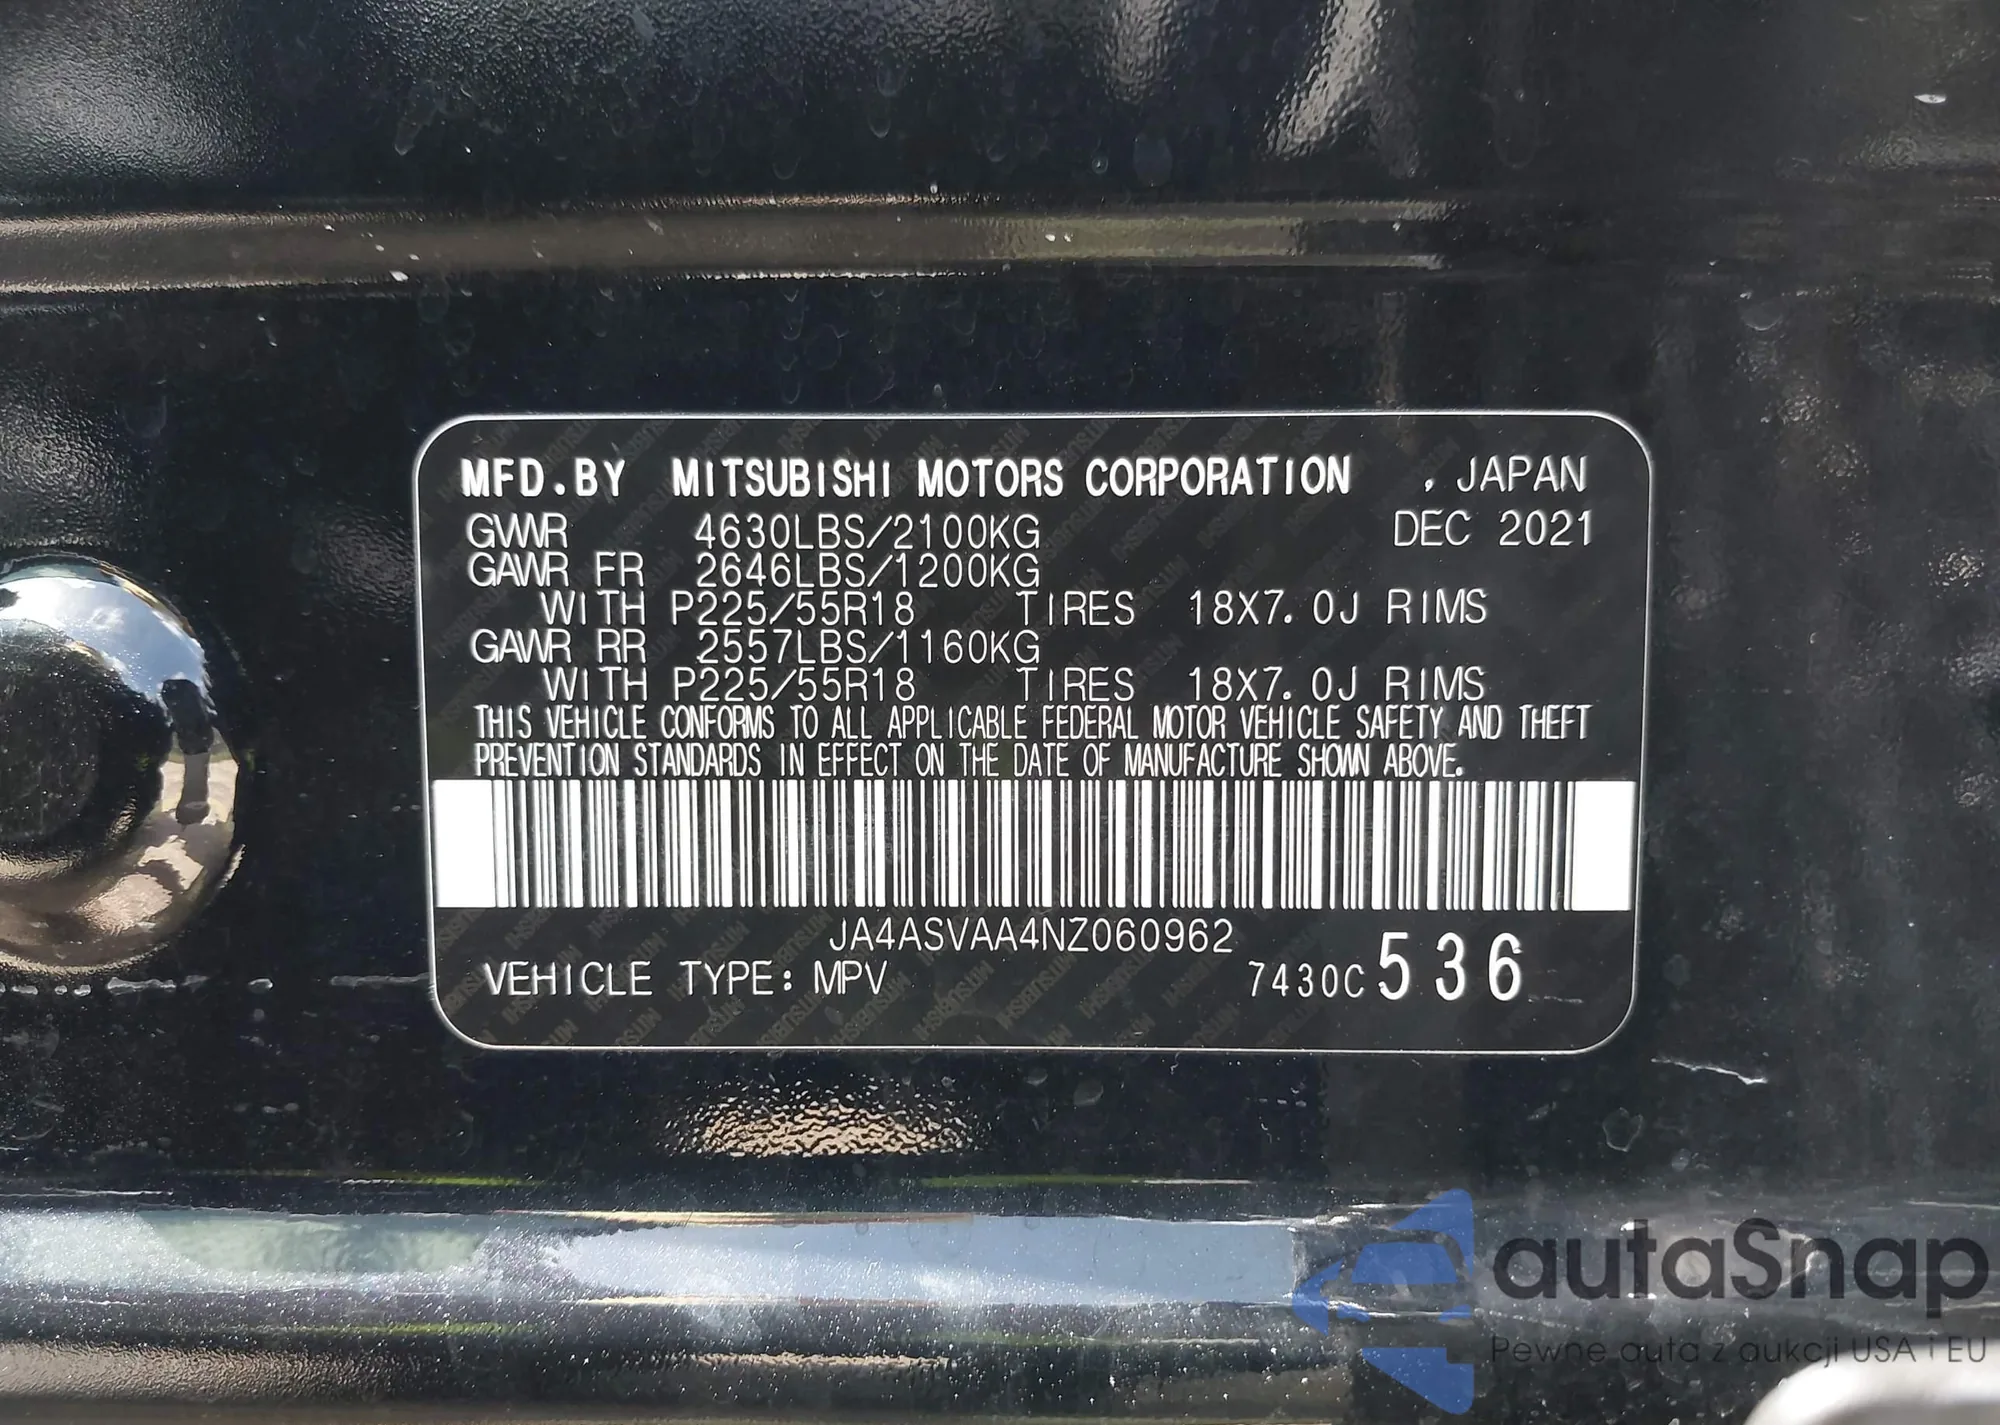 MFD.BY MITSUBISHI MOTORS CORPORATION , JAPAN
GVWR 4630LBS/2100KG DEC 2021
GAWR FR 2646LBS/1200KG
WITH P225/55R18 TIRES 18X7.0J RIMS
GAWR RR 2557LBS/1160KG
WITH P225/55R18 TIRES 18X7.0J RIMS
THIS VEHICLE CONFORMS TO ALL APPLICABLE FEDERAL MOTOR VEHICLE SAFETY AND THEFT
PREVENTION STANDARDS IN EFFECT ON THE DATE OF MANUFACTURE SHOWN ABOVE.
JA4ASVAA4NZ060962
VEHICLE TYPE: MPV 7430C 536
autaSnap
Pewne auta z aukcji USA i EU